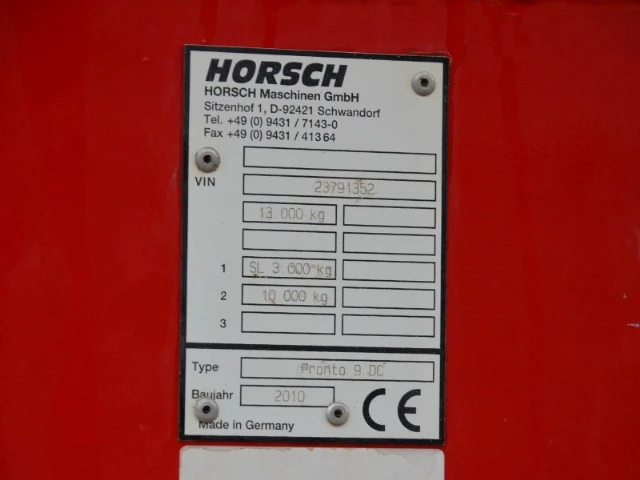 HORSCH
HORSCH Maschinen GmbH
Sitzenhof 1, D-92421 Schwandorf
Tel. +49 (0) 9431 / 7143-0
Fax +49 (0) 9431 / 413 64
VIN 23791352
13 000 kg
1 SL 3 000 kg
2 10 000 kg
3
Type Pronto 9 DC
Baujahr 2010
CE
Made in Germany